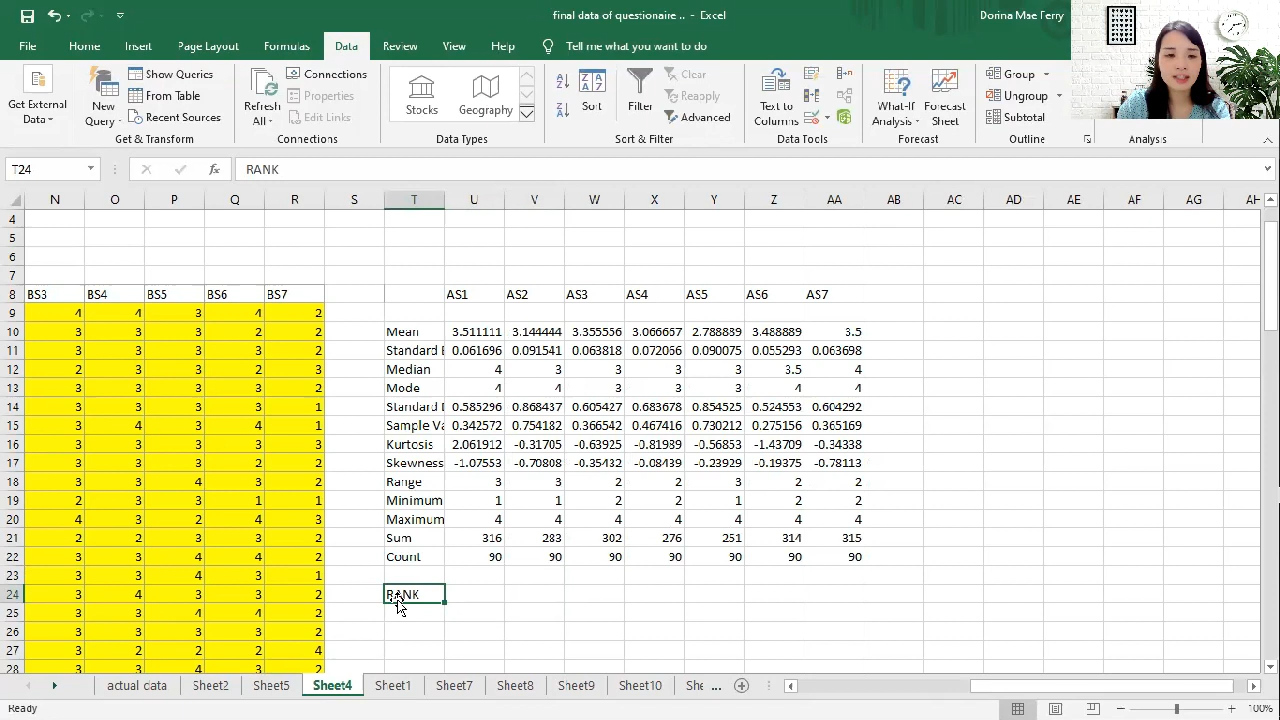 final data of questionaire .. - Excel
Dorina Mae Ferry
File Home Insert Page Layout Formulas Data Review View Help Tell me what you want to do
Get External Data
New Query
Show Queries
From Table
Recent Sources
Get & Transform
Refresh All
Connections
Properties
Edit Links
Connections
Stocks
Geography
Data Types
Sort
Filter
Clear
Reapply
Advanced
Sort & Filter
Text to Columns
Data Tools
What-If Analysis
Forecast Sheet
Forecast
Group
Ungroup
Subtotal
Outline
Analysis
T24 fx RANK
N O P Q R S T U V W X Y Z AA AB AC AD AE AF AG AH
4
5
6
7
8 BS3 BS4 BS5 BS6 BS7 AS1 AS2 AS3 AS4 AS5 AS6 AS7
9 4 4 3 4 2
10 3 3 3 2 2 Mean 3.511111 3.144444 3.355556 3.066667 2.788889 3.488889 3.5
11 3 3 3 3 2 Standard E 0.061696 0.091541 0.063818 0.072056 0.090075 0.055293 0.063698
12 2 3 3 2 3 Median 4 3 3 3 3 3.5 4
13 3 3 3 3 2 Mode 4 4 3 3 3 4 4
14 3 3 3 3 1 Standard D 0.585296 0.868437 0.605427 0.683678 0.854525 0.524553 0.604292
15 3 4 3 4 1 Sample Va 0.342572 0.754182 0.366542 0.467416 0.730212 0.275156 0.365169
16 3 3 3 3 3 Kurtosis 2.061912 -0.31705 -0.63925 -0.81939 -0.56853 -1.43709 -0.34338
17 3 3 3 2 2 Skewness -1.07553 -0.70808 -0.35432 -0.08439 -0.23929 -0.19375 -0.78113
18 3 3 4 3 2 Range 3 3 2 2 3 2 2
19 2 3 3 1 1 Minimum 1 1 2 2 1 2 2
20 4 3 2 4 3 Maximum 4 4 4 4 4 4 4
21 2 2 3 3 2 Sum 316 283 302 276 251 314 315
22 3 3 4 4 2 Count 90 90 90 90 90 90 90
23 3 3 4 3 1
24 3 4 3 3 2 RANK
25 3 3 4 4 2
26 3 3 3 3 2
27 3 2 2 2 4
28 3 3 4 3 2
actual data Sheet2 Sheet5 Sheet4 Sheet1 Sheet7 Sheet8 Sheet9 Sheet10 She ...
Ready 100%